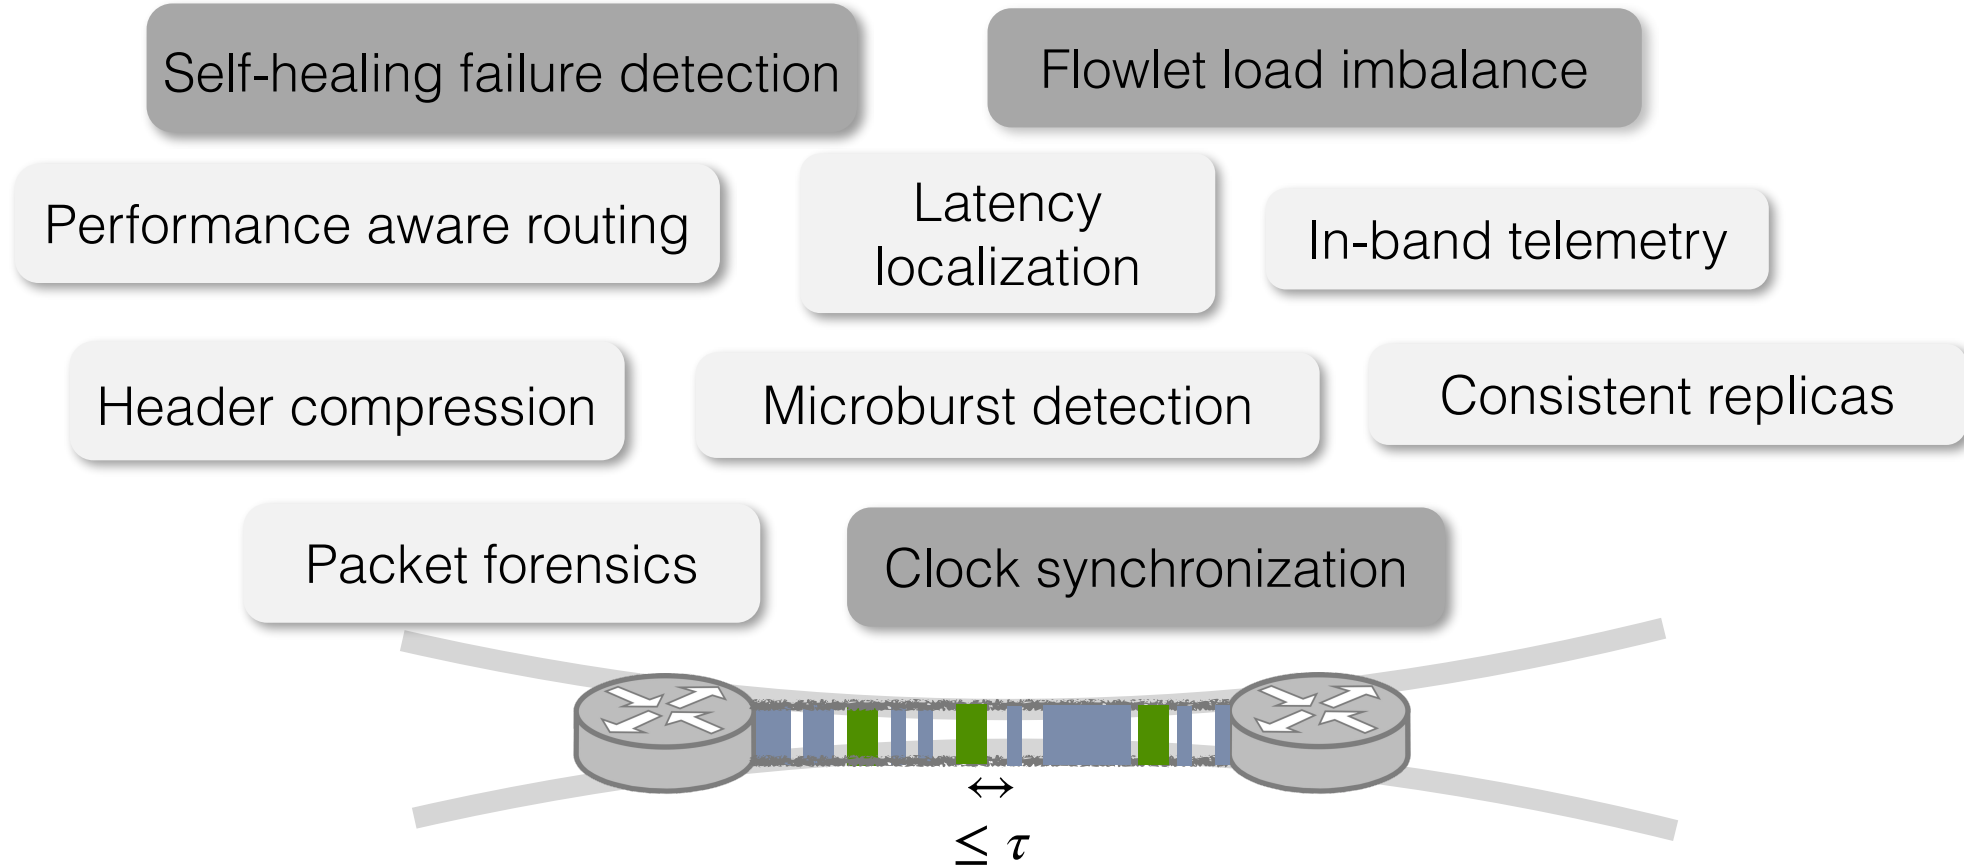 Self-healing failure detection
Flowlet load imbalance
Performance aware routing
Latency
localization
In-band telemetry
Header compression
Microburst detection
Consistent replicas
Packet forensics
Clock synchronization
≤ τ